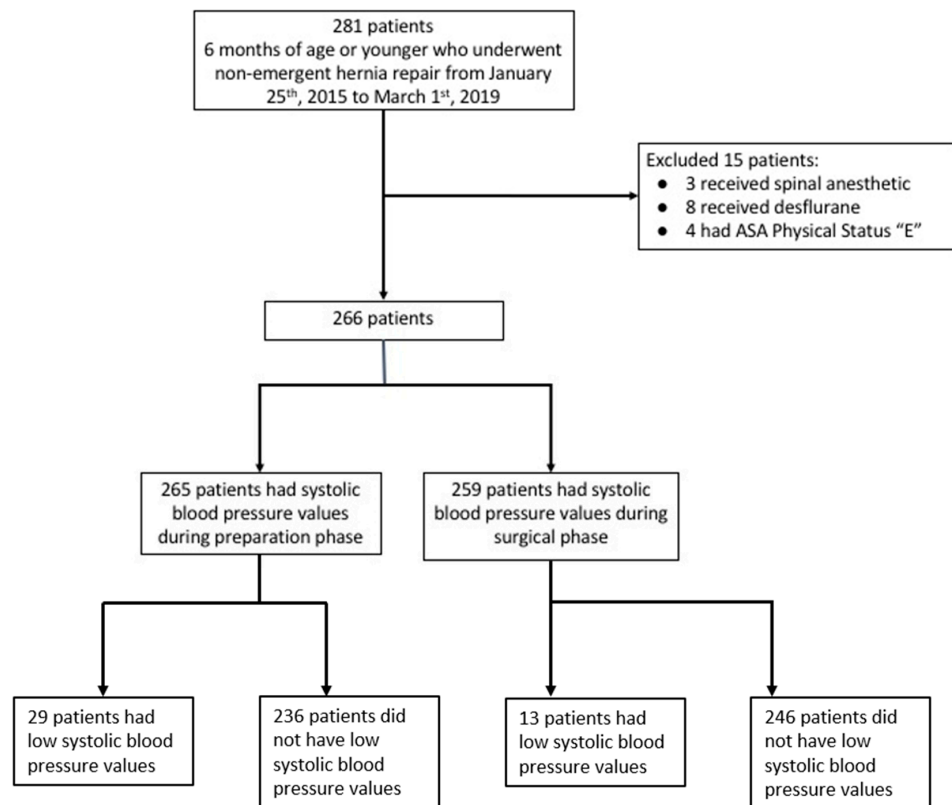 281 patients
6 months of age or younger who underwent
non-emergent hernia repair from January
25th, 2015 to March 1st, 2019
Excluded 15 patients:
● 3 received spinal anesthetic
● 8 received desflurane
● 4 had ASA Physical Status “E”
266 patients
265 patients had systolic
blood pressure values
during preparation phase
259 patients had systolic
blood pressure values during
surgical phase
29 patients had
low systolic blood
pressure values
236 patients did
not have low
systolic blood
pressure values
13 patients had
low systolic blood
pressure values
246 patients did
not have low
systolic blood
pressure values